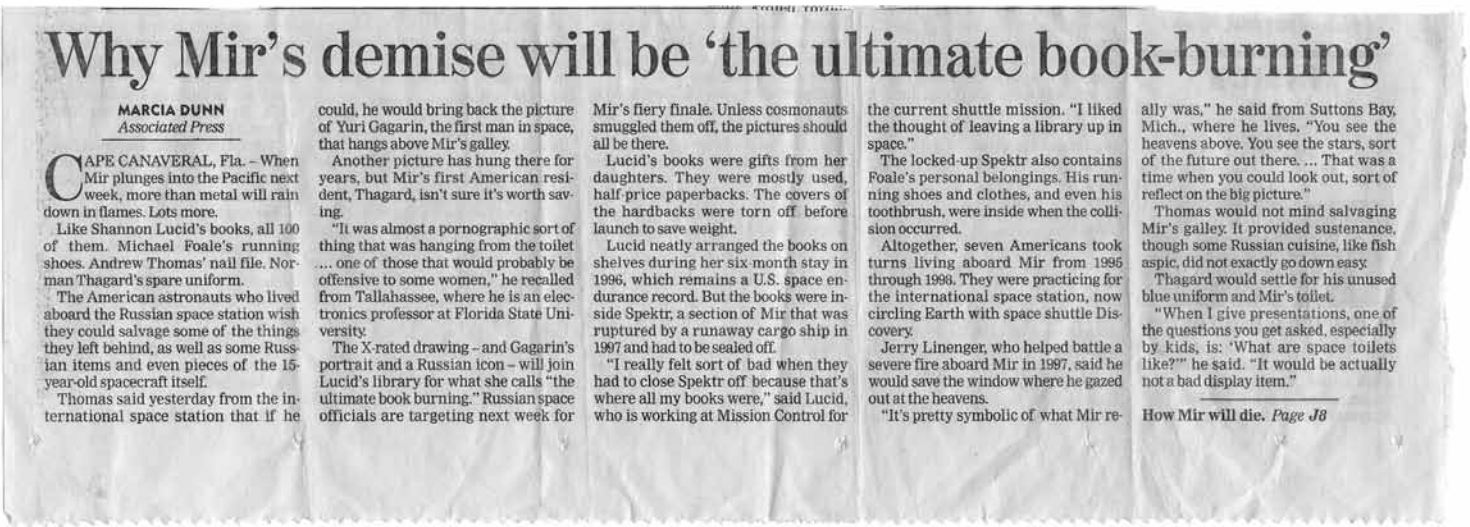 Why Mir's demise will be 'the ultimate book-burning'
MARCIA DUNN
Associated Press
CAPE CANAVERAL, Fla. – When
Mir plunges into the Pacific next
week, more than metal will rain
down in flames. Lots more.
Like Shannon Lucid's books, all 100
of them. Michael Foale's running
shoes. Andrew Thomas' nail file. Nor-
man Thagard's spare uniform.
The American astronauts who lived
aboard the Russian space station wish
they could salvage some of the things
they left behind, as well as some Russ-
ian items and even pieces of the 15-
year-old spacecraft itself.
Thomas said yesterday from the in-
ternational space station that if he
could, he would bring back the picture
of Yuri Gagarin, the first man in space,
that hangs above Mir's galley.
Another picture has hung there for
years, but Mir's first American resi-
dent, Thagard, isn't sure it's worth sav-
ing.
"It was almost a pornographic sort of
thing that was hanging from the toilet
... one of those that would probably be
offensive to some women," he recalled
from Tallahassee, where he is an elec-
tronics professor at Florida State Uni-
versity.
The X-rated drawing – and Gagarin's
portrait and a Russian icon – will join
Lucid's library for what she calls "the
ultimate book burning." Russian space
officials are targeting next week for
Mir's fiery finale. Unless cosmonauts
smuggled them off, the pictures should
all be there.
Lucid's books were gifts from her
daughters. They were mostly used,
half-price paperbacks. The covers of
the hardbacks were torn off before
launch to save weight.
Lucid neatly arranged the books on
shelves during her six-month stay in
1996, which remains a U.S. space en-
durance record. But the books were in-
side Spektr, a section of Mir that was
ruptured by a runaway cargo ship in
1997 and had to be sealed off.
"I really felt sort of bad when they
had to close Spektr off because that's
where all my books were," said Lucid,
who is working at Mission Control for
the current shuttle mission. "I liked
the thought of leaving a library up in
space."
The locked-up Spektr also contains
Foale's personal belongings. His run-
ning shoes and clothes, and even his
toothbrush, were inside when the colli-
sion occurred.
Altogether, seven Americans took
turns living aboard Mir from 1995
through 1998. They were practicing for
the international space station, now
circling Earth with space shuttle Dis-
covery.
Jerry Linenger, who helped battle a
severe fire aboard Mir in 1997, said he
would save the window where he gazed
out at the heavens.
"It's pretty symbolic of what Mir re-
ally was," he said from Suttons Bay,
Mich., where he lives. "You see the
heavens above. You see the stars, sort
of the future out there. ... That was a
time when you could look out, sort of
reflect on the big picture."
Thomas would not mind salvaging
Mir's galley. It provided sustenance,
though some Russian cuisine, like fish
aspic, did not exactly go down easy.
Thagard would settle for his unused
blue uniform and Mir's toilet.
"When I give presentations, one of
the questions you get asked, especially
by kids, is: 'What are space toilets
like?'" he said. "It would be actually
not a bad display item."
How Mir will die. Page J8